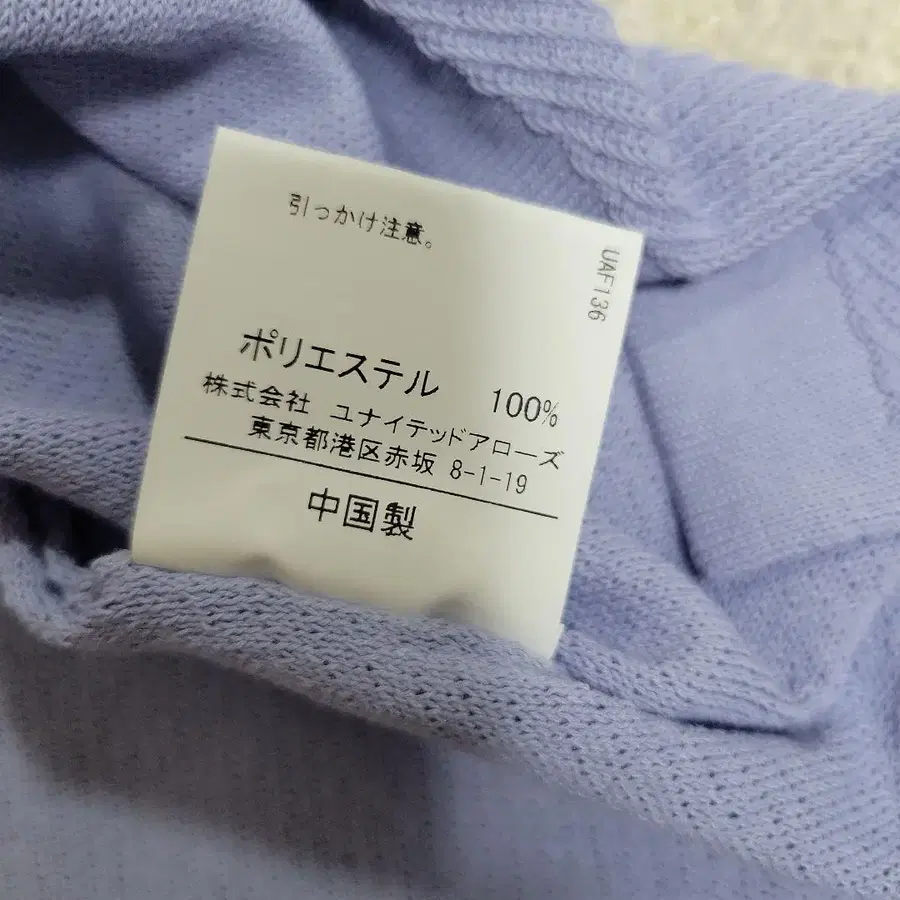 引っかけ注意。
UAF136
ポリエステル 100%
株式会社 ユナイテッドアローズ
東京都港区赤坂 8-1-19
中国製